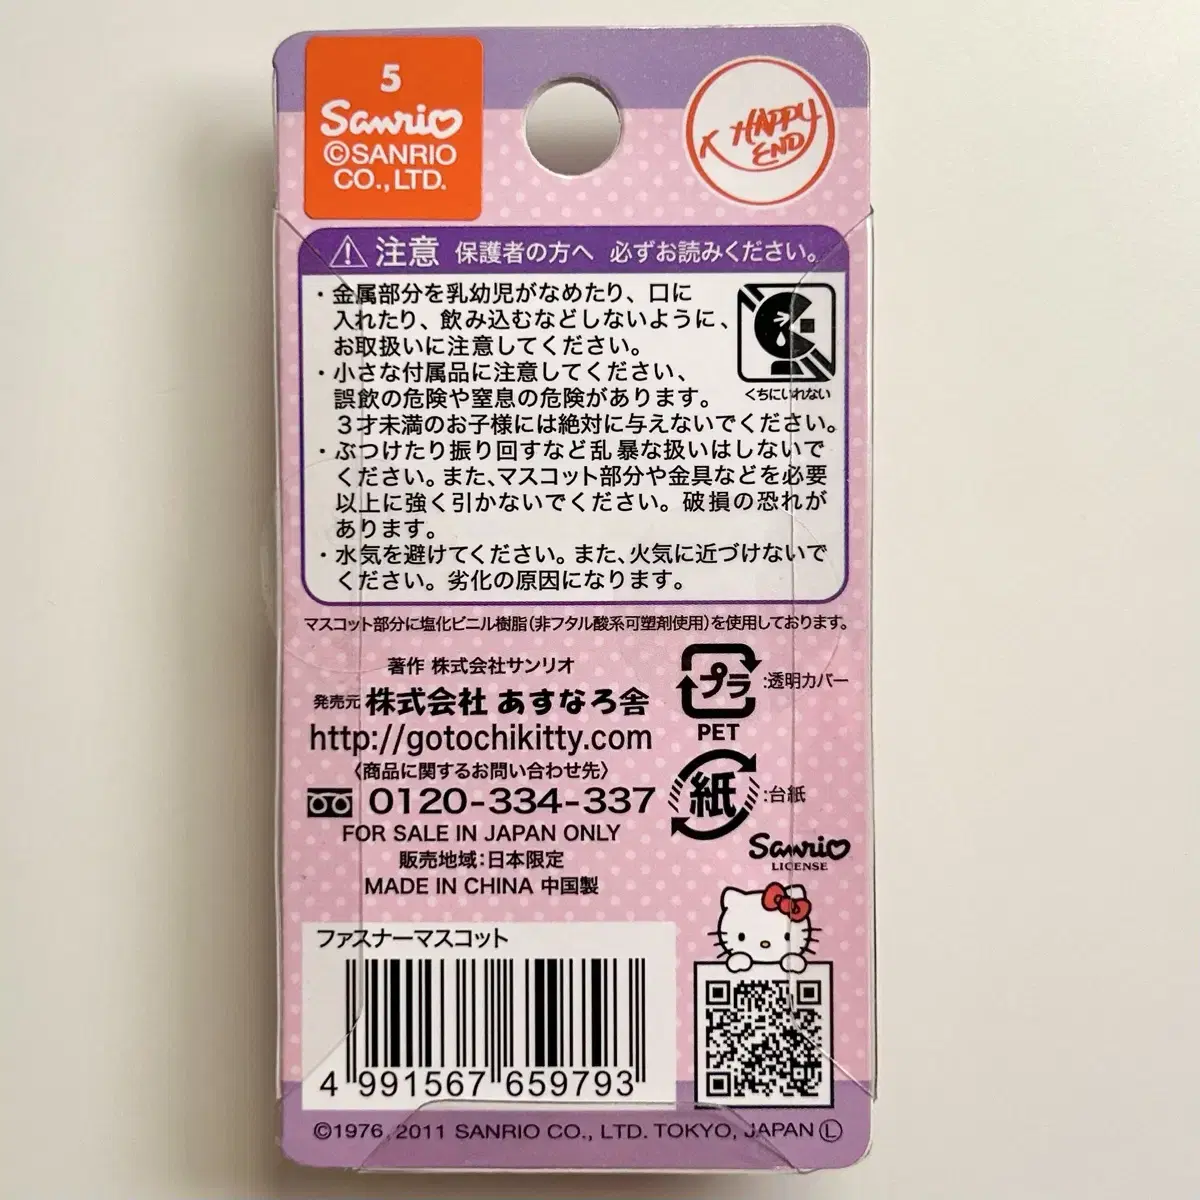 5
Sanrio
©SANRIO
CO.,LTD.
HAPPY
END
注意 保護者の方へ 必ずお読みください。
・金属部分を乳幼児がなめたり、口に
入れたり、飲み込むなどしないように、
お取扱いに注意してください。
・小さな付属品に注意してください、
誤飲の危険や窒息の危険があります。
3才未満のお子様には絶対に与えないでください。
・ぶつけたり振り回すなど乱暴な扱いはしないで
ください。また、マスコット部分や金具などを必要
以上に強く引かないでください。破損の恐れが
あります。
・水気を避けてください。また、火気に近づけないで
ください。劣化の原因になります。
くちにいれない
マスコット部分に塩化ビニル樹脂(非フタル酸系可塑剤使用)を使用しております。
著作 株式会社サンリオ
発売元 株式会社 あすなろ舎
http://gotochikitty.com
〈商品に関するお問い合わせ先〉
0120-334-337
FOR SALE IN JAPAN ONLY
販売地域:日本限定
MADE IN CHINA 中国製
プラ :透明カバー
PET
紙 :台紙
Sanrio
LICENSE
ファスナーマスコット
4 991567 659793
©1976, 2011 SANRIO CO., LTD. TOKYO, JAPAN Ⓛ